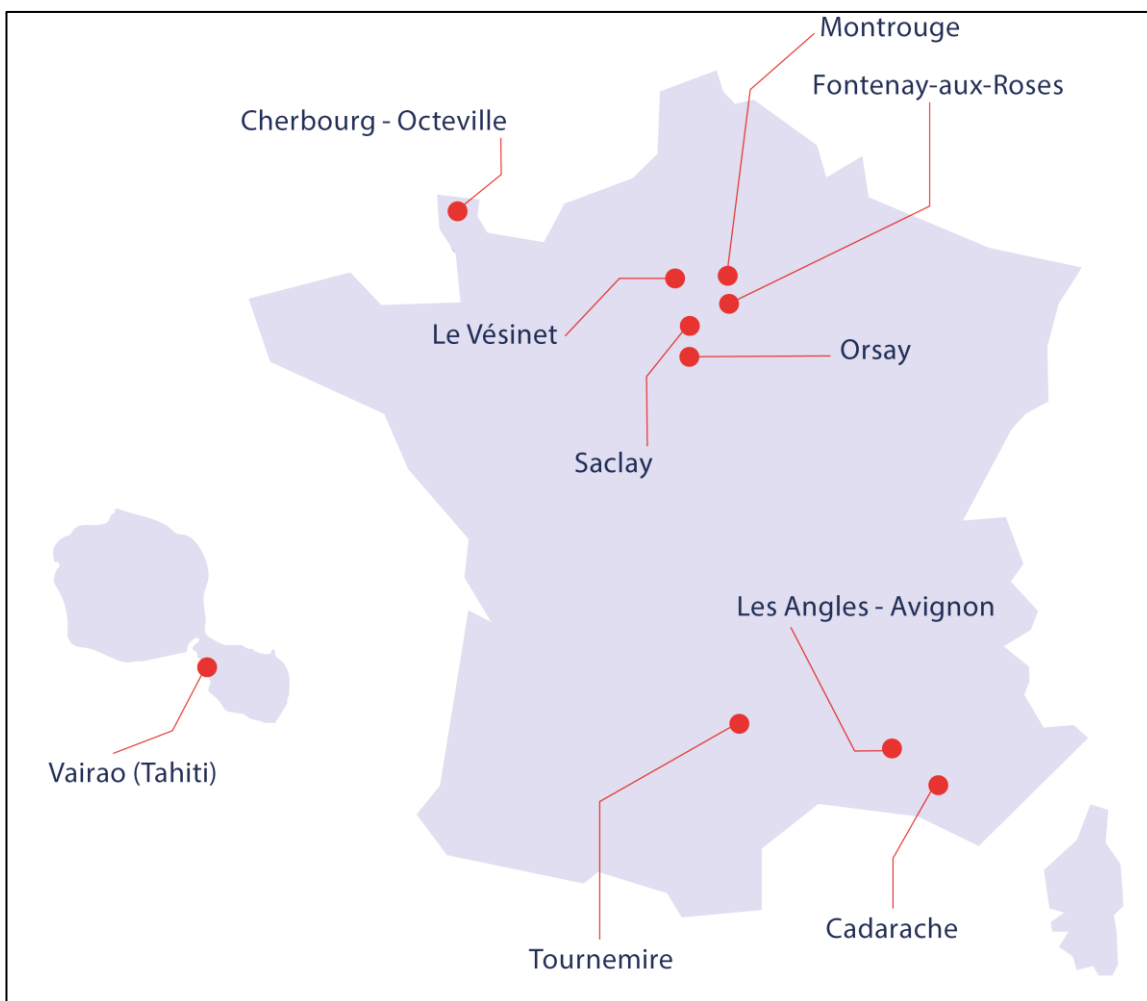 Montrouge
Fontenay-aux-Roses
Cherbourg - Octeville
Le Vésinet
Orsay
Saclay
Les Angles - Avignon
Vairao (Tahiti)
Cadarache
Tournemire